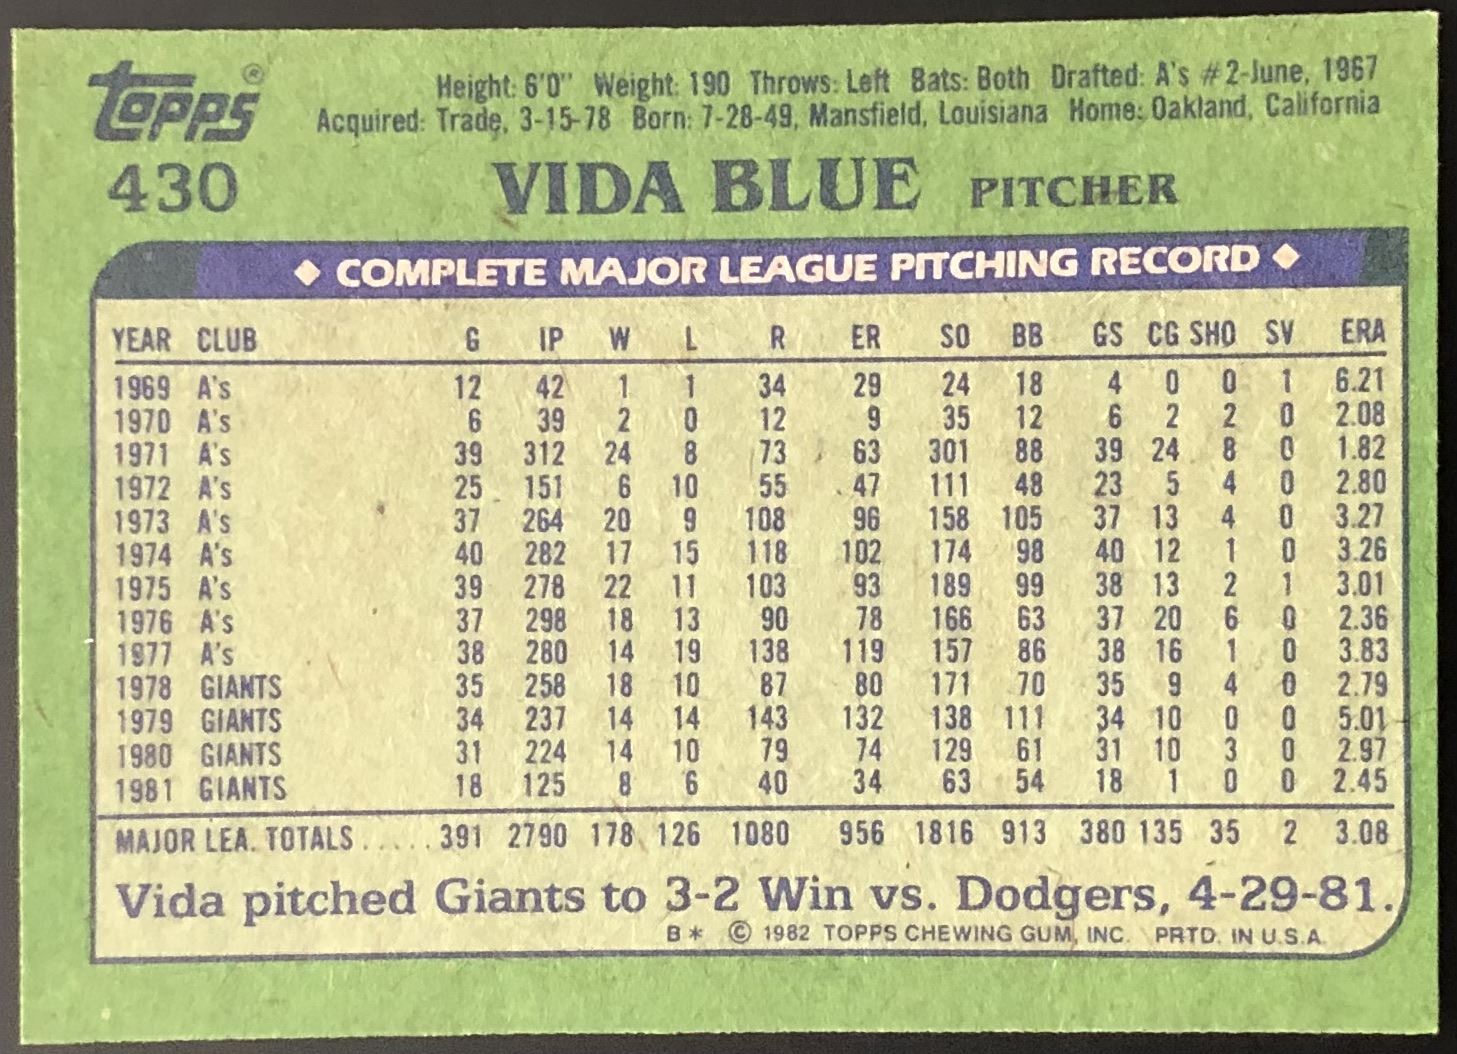 topps®
Height: 6'0" Weight: 190 Throws: Left Bats: Both Drafted: A's #2-June, 1967
Acquired: Trade, 3-15-78 Born: 7-28-49, Mansfield, Louisiana Home: Oakland, California
430 VIDA BLUE PITCHER
◆ COMPLETE MAJOR LEAGUE PITCHING RECORD ◆
YEAR CLUB G IP W L R ER SO BB GS CG SHO SV ERA
1969 A's 12 42 1 1 34 29 24 18 4 0 0 1 6.21
1970 A's 6 39 2 0 12 9 35 12 6 2 2 0 2.08
1971 A's 39 312 24 8 73 63 301 88 39 24 8 0 1.82
1972 A's 25 151 6 10 55 47 111 48 23 5 4 0 2.80
1973 A's 37 264 20 9 108 96 158 105 37 13 4 0 3.27
1974 A's 40 282 17 15 118 102 174 98 40 12 1 0 3.26
1975 A's 39 278 22 11 103 93 189 99 38 13 2 1 3.01
1976 A's 37 298 18 13 90 78 166 63 37 20 6 0 2.36
1977 A's 38 280 14 19 138 119 157 86 38 16 1 0 3.83
1978 GIANTS 35 258 18 10 87 80 171 70 35 9 4 0 2.79
1979 GIANTS 34 237 14 14 143 132 138 111 34 10 0 0 5.01
1980 GIANTS 31 224 14 10 79 74 129 61 31 10 3 0 2.97
1981 GIANTS 18 125 8 6 40 34 63 54 18 1 0 0 2.45
MAJOR LEA. TOTALS ..... 391 2790 178 126 1080 956 1816 913 380 135 35 2 3.08
Vida pitched Giants to 3-2 Win vs. Dodgers, 4-29-81.
B* © 1982 TOPPS CHEWING GUM, INC. PRTD. IN U.S.A.